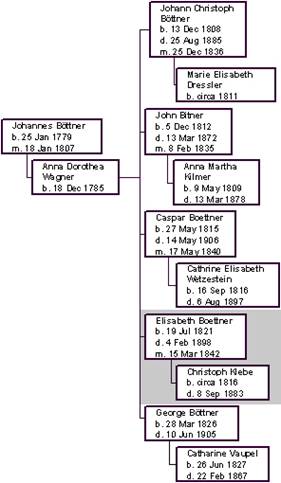 Johann Christoph
Böttner
b. 13 Dec 1808
d. 25 Aug 1885
m. 25 Dec 1836
Marie Elisabeth
Dressler
b. circa 1811
Johannes Böttner
b. 25 Jan 1779
m. 18 Jan 1807
Anna Dorothea
Wagner
b. 18 Dec 1785
John Bitner
b. 5 Dec 1812
d. 13 Mar 1872
m. 8 Feb 1835
Anna Martha
Kilmer
b. 9 May 1809
d. 13 Mar 1878
Caspar Boettner
b. 27 May 1815
d. 14 May 1906
m. 17 May 1840
Cathrine Elisabeth
Wetzestein
b. 16 Sep 1816
d. 6 Aug 1897
Elisabeth Boettner
b. 19 Jul 1821
d. 4 Feb 1898
m. 15 Mar 1842
Christoph Klebe
b. circa 1816
d. 8 Sep 1883
George Böttner
b. 28 Mar 1826
d. 10 Jun 1905
Catharine Vaupel
b. 26 Jun 1827
d. 22 Feb 1867